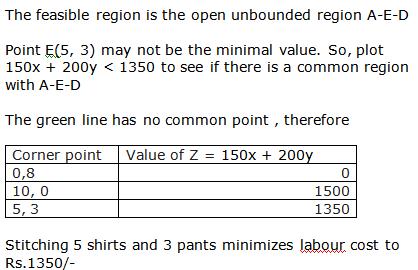 The feasible region is the open unbounded region A-E-D
Point E(5, 3) may not be the minimal value. So, plot
150x + 200y < 1350 to see if there is a common region
with A-E-D
The green line has no common point , therefore
Corner point Value of Z = 150x + 200y
0,8 0
10, 0 1500
5, 3 1350
Stitching 5 shirts and 3 pants minimizes labour cost to
Rs.1350/-